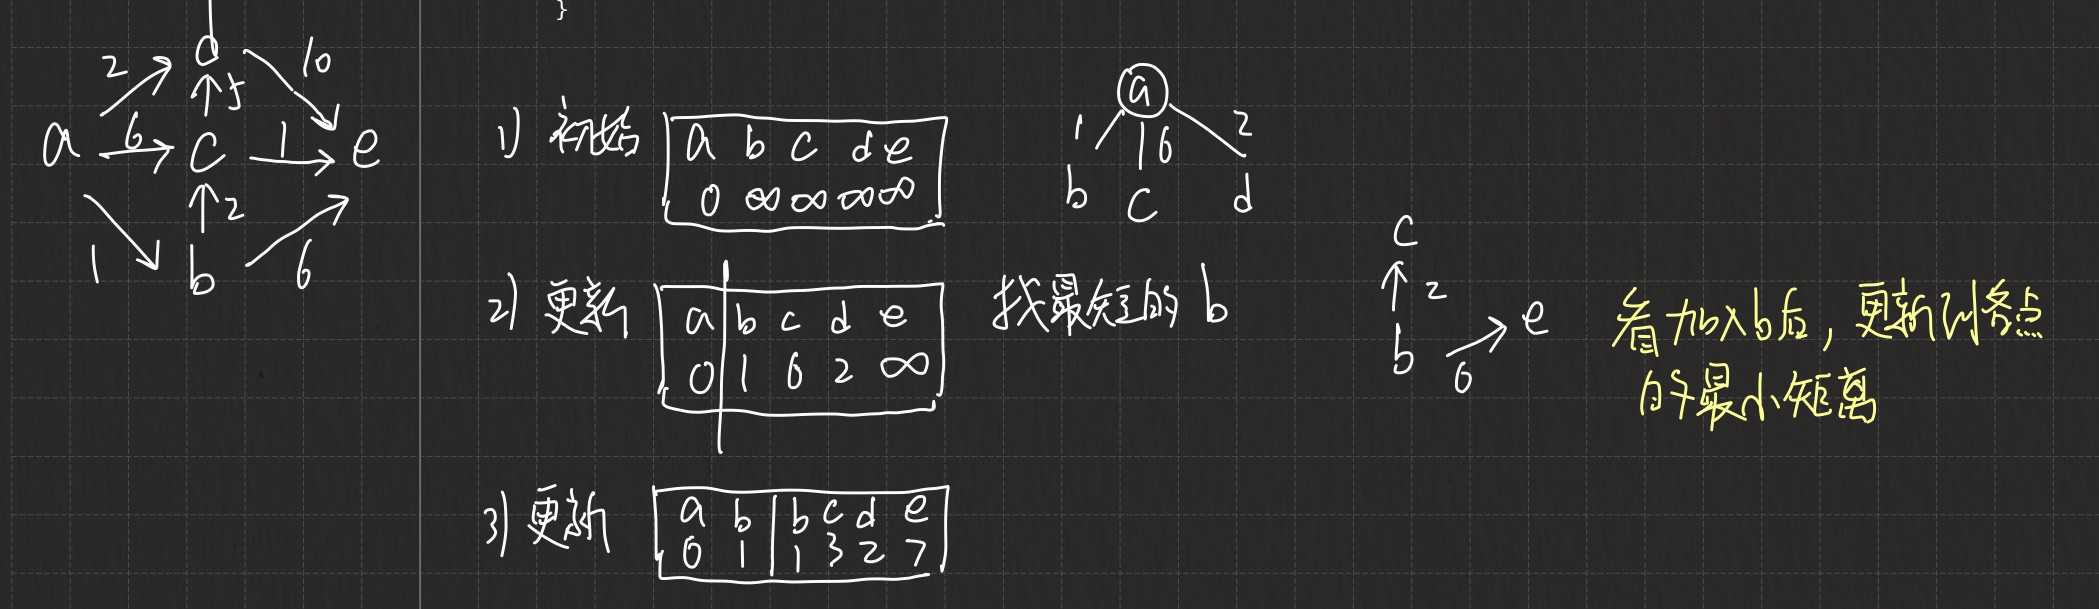 }
d
2
10
5
a
6
c
1
e
2
1
b
6
1) 初始
a b c d e
0 ∞ ∞ ∞ ∞
a
1 6 2
b c d
2) 更新
a b c d e
0 1 6 2 ∞
找最短的 b
c
2
b
e
6
看加入b后,更新到各点
的最小距离
3) 更新
a b b c d e
0 1 1 3 2 7